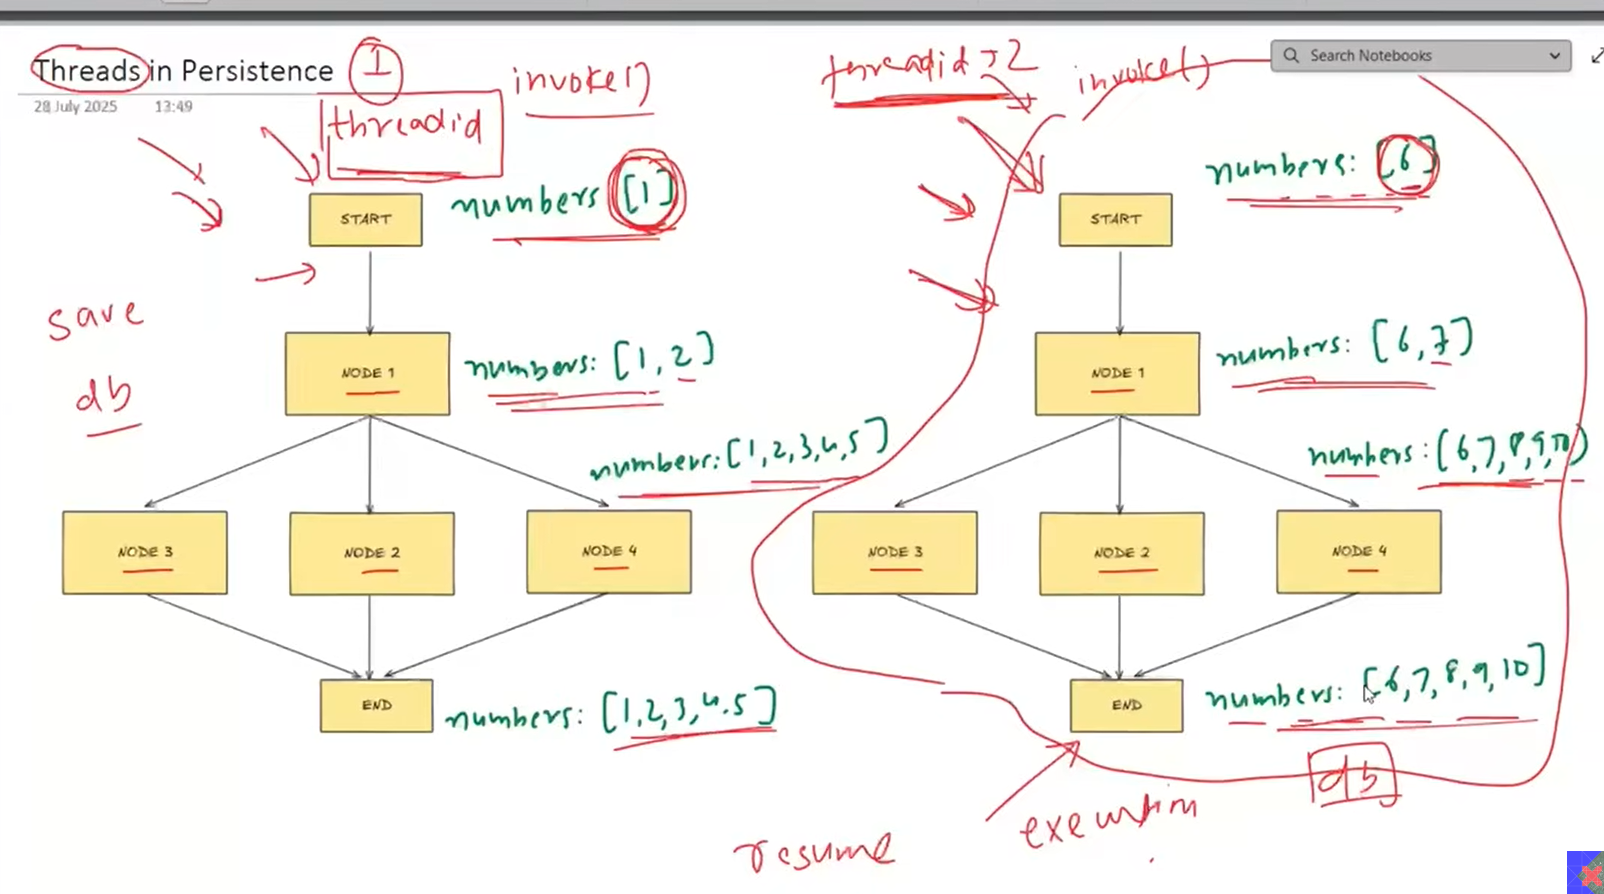 Threads in Persistence
1
28 July 2025 13:49
threadid
invoke()
numbers [1]
START
save
db
NODE 1
numbers: [1, 2]
numbers: [1,2,3,4,5]
NODE 3
NODE 2
NODE 4
END
numbers: [1,2,3,4,5]
threadid 2
invoke()
Search Notebooks
numbers: [6]
START
NODE 1
numbers: [6,7]
numbers: [6,7,8,9,10]
NODE 3
NODE 2
NODE 4
END
numbers: [6,7,8,9,10]
db
resume
execution